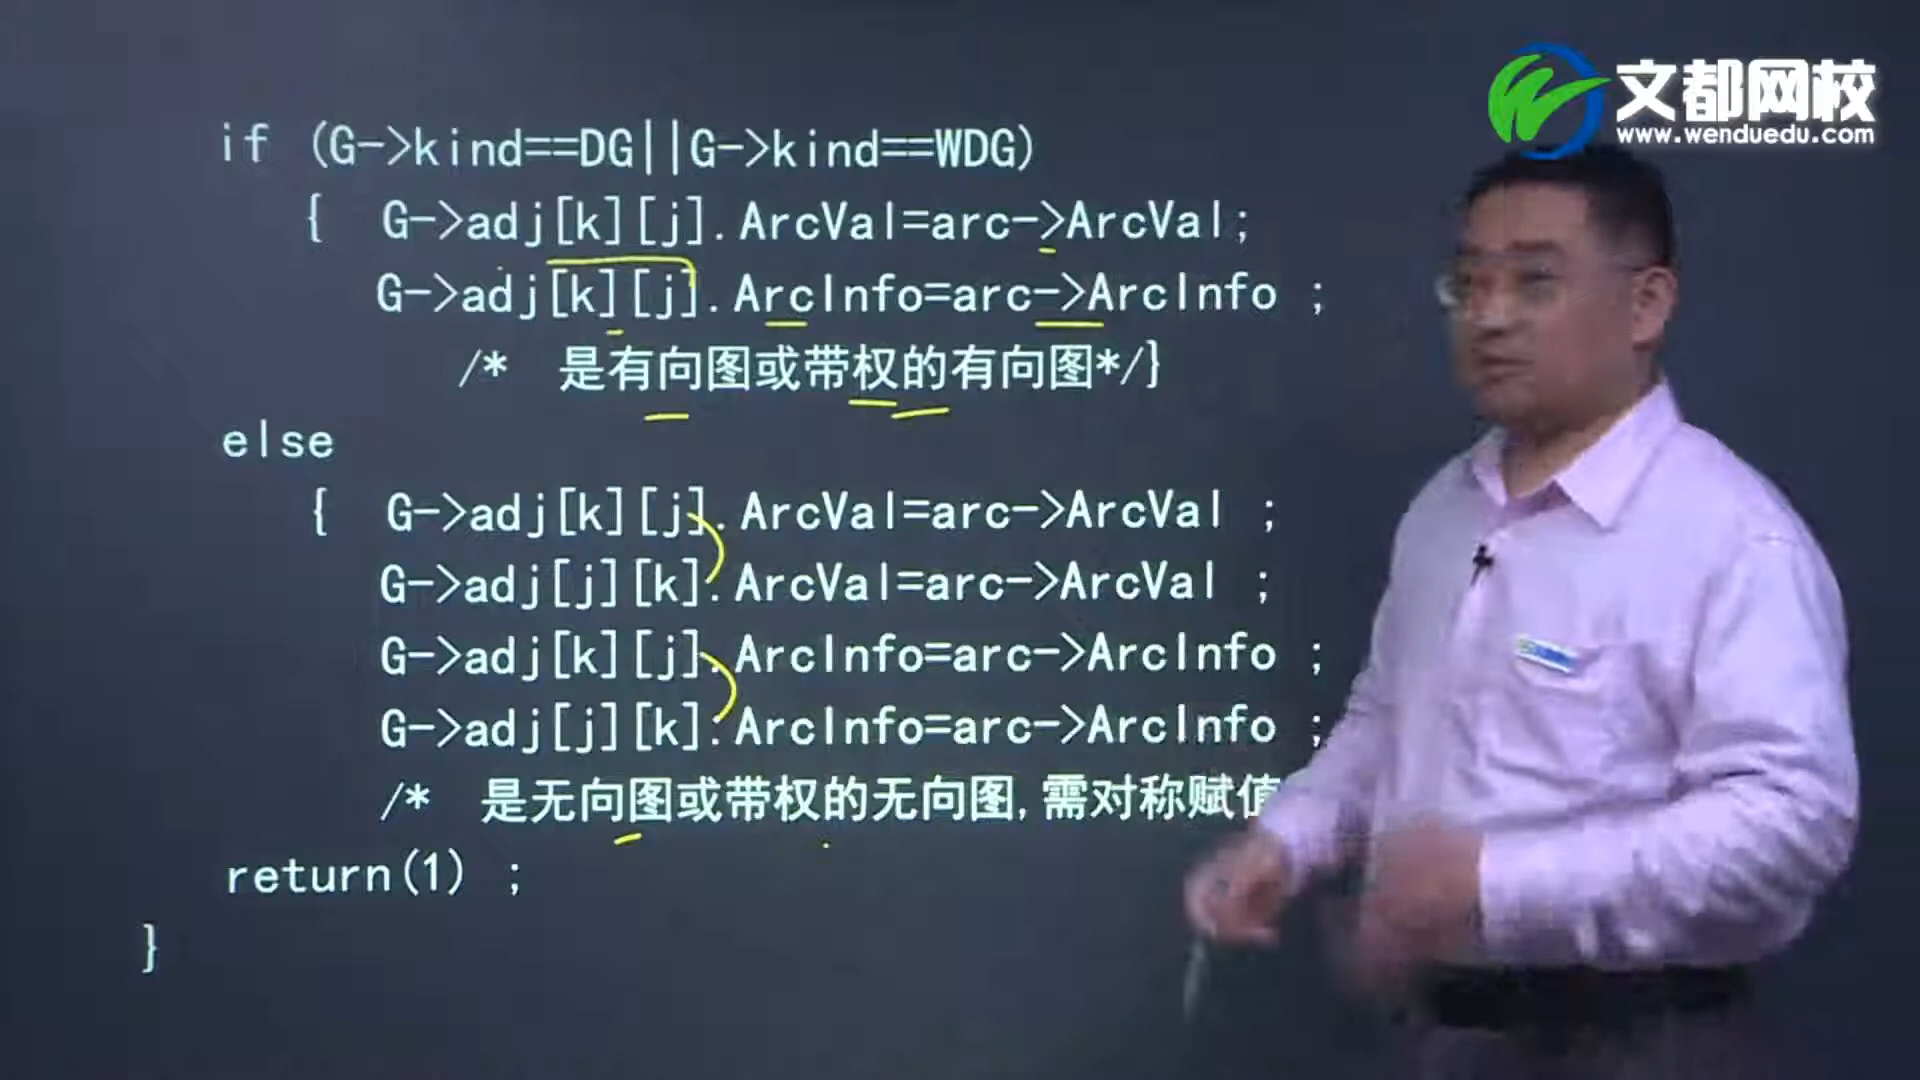 文都网校
www.wenduedu.com
if (G->kind==DG||G->kind==WDG)
{ G->adj[k][j].ArcVal=arc->ArcVal;
G->adj[k][j].ArcInfo=arc->ArcInfo ;
/* 是有向图或带权的有向图*/}
else
{ G->adj[k][j].ArcVal=arc->ArcVal ;
G->adj[j][k].ArcVal=arc->ArcVal ;
G->adj[k][j].ArcInfo=arc->ArcInfo ;
G->adj[j][k].ArcInfo=arc->ArcInfo ;
/* 是无向图或带权的无向图,需对称赋值
return(1) ;
}